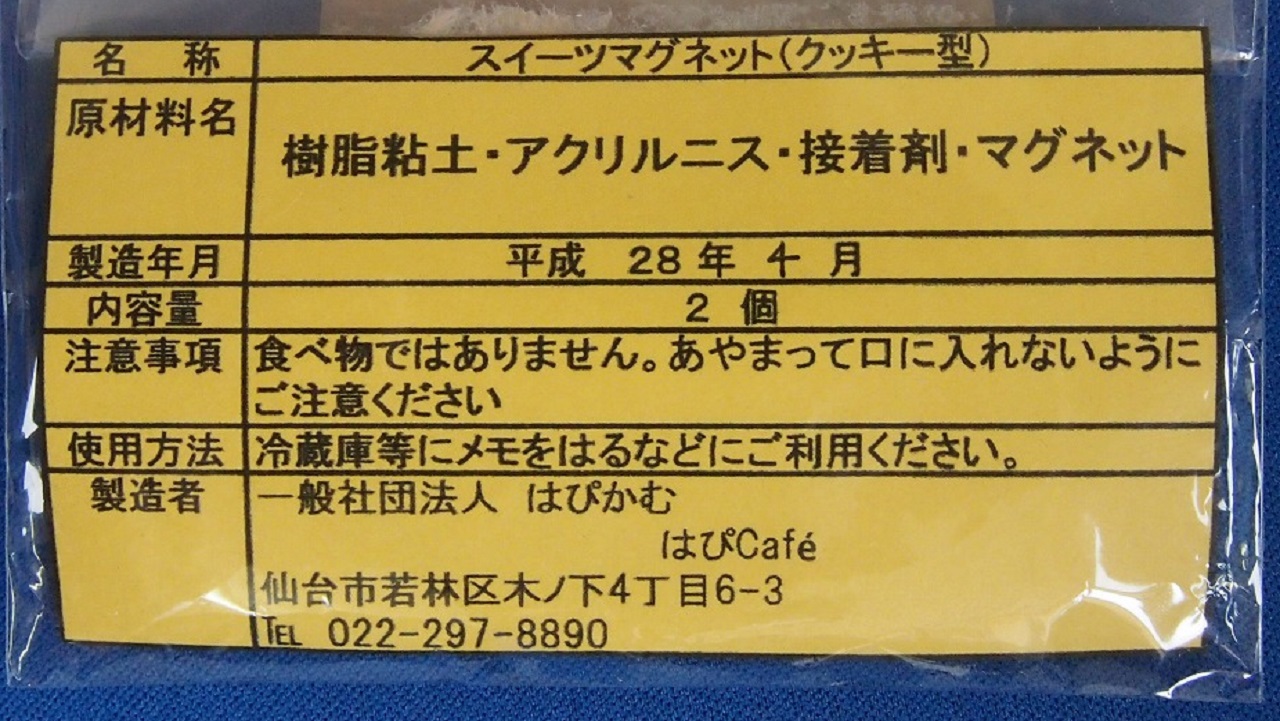 名 称 スイーツマグネット(クッキー型)
原材料名 樹脂粘土・アクリルニス・接着剤・マグネット
製造年月 平成 28年 4 月
内容量 2 個
注意事項 食べ物ではありません。あやまって口に入れないように
ご注意ください
使用方法 冷蔵庫等にメモをはるなどにご利用ください。
製造者 一般社団法人 はぴかむ
はぴCafé
仙台市若林区木ノ下4丁目6-3
℡ 022-297-8890